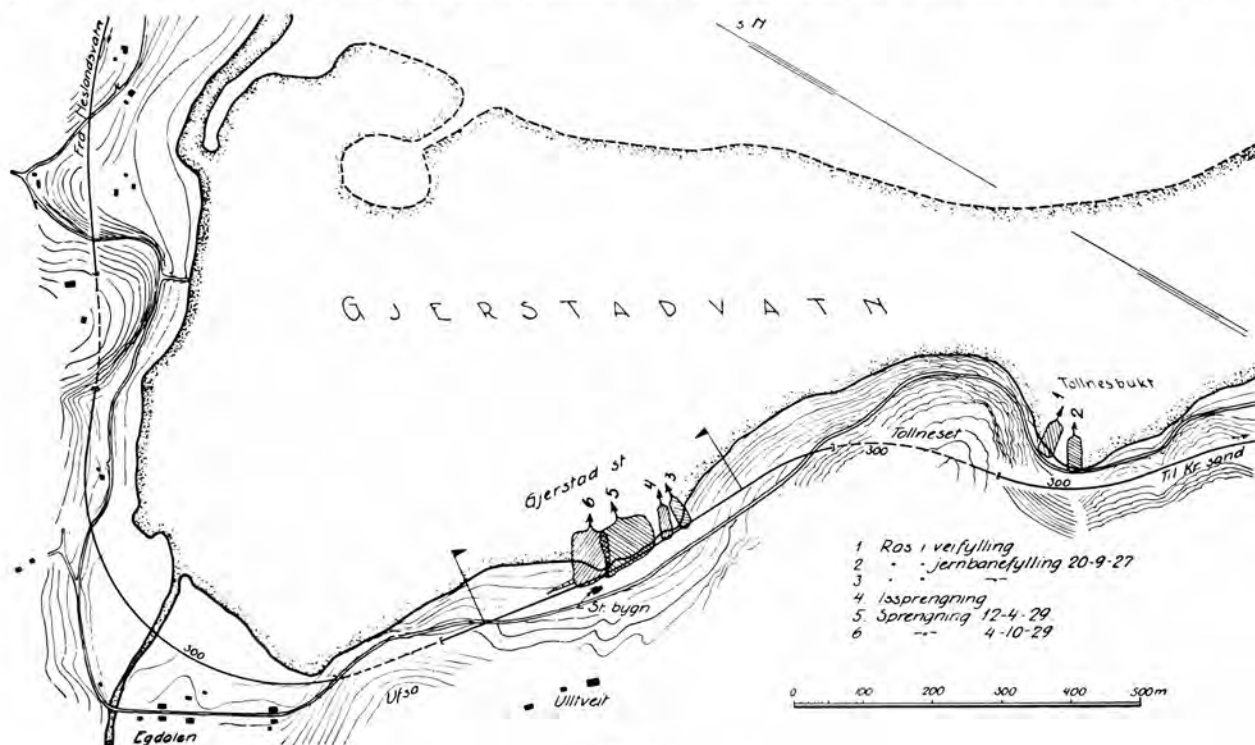 Fra Neslandsvatn
s N
GJERSTADVATN
Tollnesbukt
1
2
Tollneset
300
300
Til Kr. sand
Gjerstad st
6
5
4
3
St. bygn
300
Ulltveit
Egdalen
1 Ras i veifylling
2 " " jernbanefylling 20-9-27
3 " " —"—
4 Issprengning
5 Sprengning 12-4-29
6 —"— 4-10-29
0 100 200 300 400 500 m